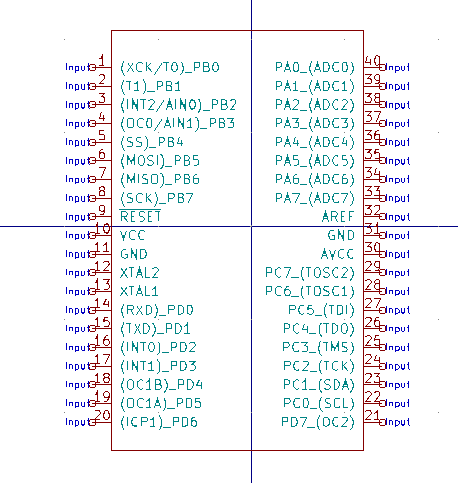 Input 1 (XCK/T0)_PB0 PA0_(ADC0) 40 Input
Input 2 (T1)_PB1 PA1_(ADC1) 39 Input
Input 3 (INT2/AIN0)_PB2 PA2_(ADC2) 38 Input
Input 4 (OC0/AIN1)_PB3 PA3_(ADC3) 37 Input
Input 5 (SS)_PB4 PA4_(ADC4) 36 Input
Input 6 (MOSI)_PB5 PA5_(ADC5) 35 Input
Input 7 (MISO)_PB6 PA6_(ADC6) 34 Input
Input 8 (SCK)_PB7 PA7_(ADC7) 33 Input
Input 9 RESET AREF 32 Input
Input 10 VCC GND 31 Input
Input 11 GND AVCC 30 Input
Input 12 XTAL2 PC7_(TOSC2) 29 Input
Input 13 XTAL1 PC6_(TOSC1) 28 Input
Input 14 (RXD)_PD0 PC5_(TDI) 27 Input
Input 15 (TXD)_PD1 PC4_(TDO) 26 Input
Input 16 (INT0)_PD2 PC3_(TMS) 25 Input
Input 17 (INT1)_PD3 PC2_(TCK) 24 Input
Input 18 (OC1B)_PD4 PC1_(SDA) 23 Input
Input 19 (OC1A)_PD5 PC0_(SCL) 22 Input
Input 20 (ICP1)_PD6 PD7_(OC2) 21 Input